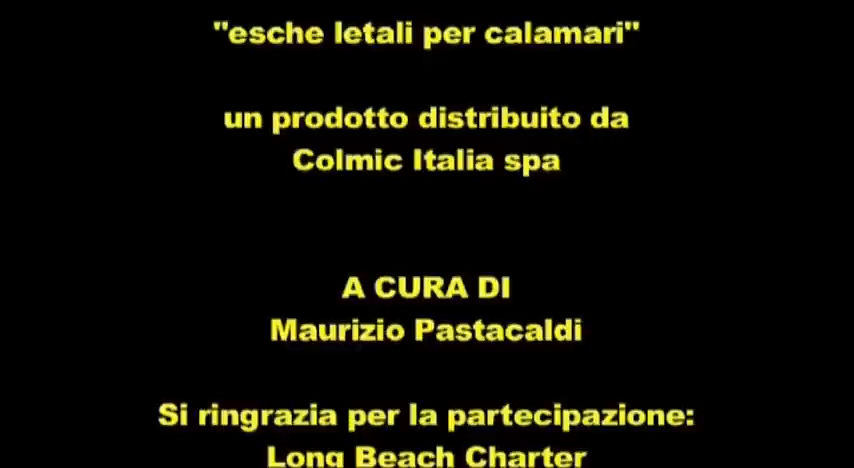 "esche letali per calamari"
un prodotto distribuito da
Colmic Italia spa
A CURA DI
Maurizio Pastacaldi
Si ringrazia per la partecipazione:
Long Beach Charter